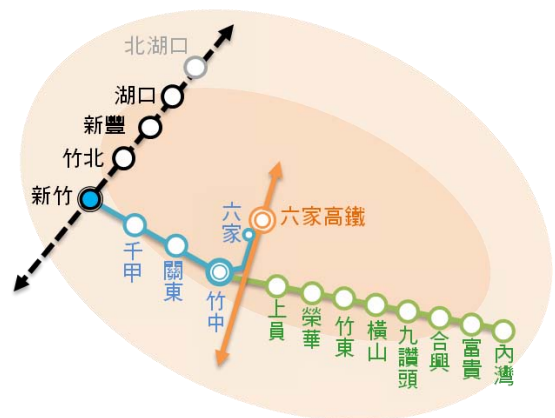 北湖口
湖口
新豐
竹北
新竹
千甲
關東
竹中
六家
六家高鐵
上員
榮華
竹東
橫山
九讚頭
合興
富貴
內灣